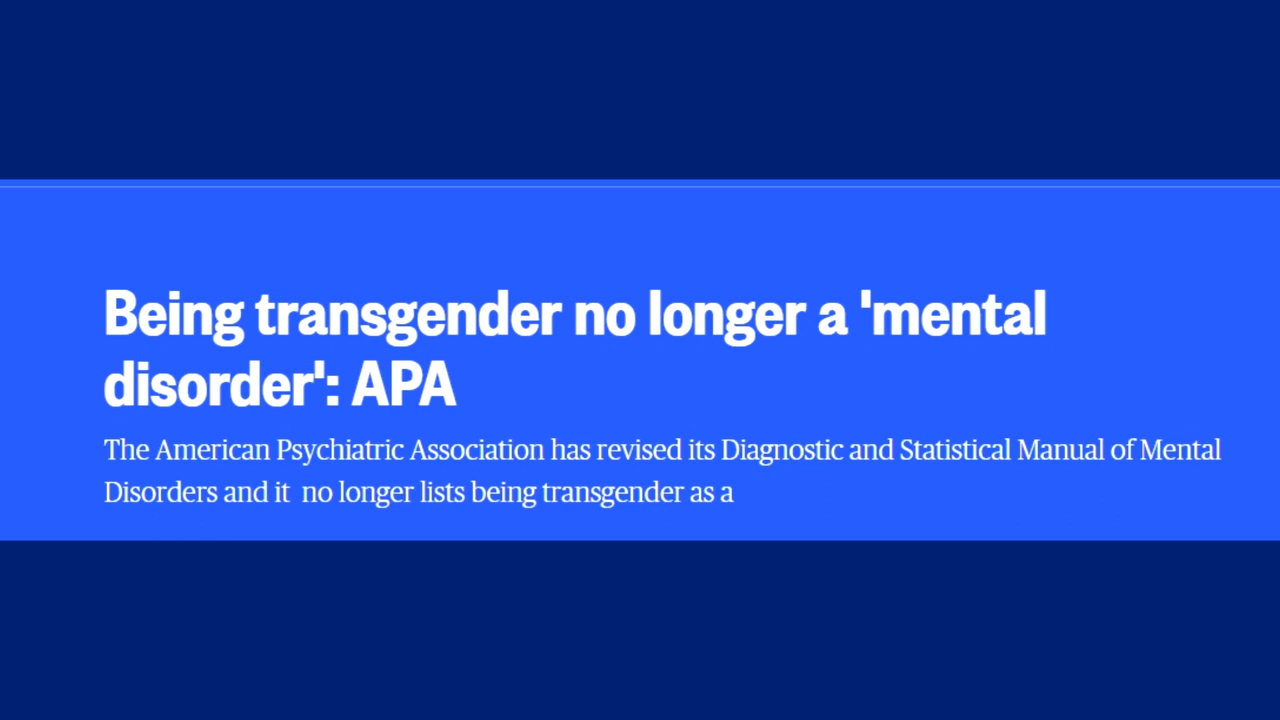 Being transgender no longer a 'mental
disorder': APA
The American Psychiatric Association has revised its Diagnostic and Statistical Manual of Mental
Disorders and it  no longer lists being transgender as a